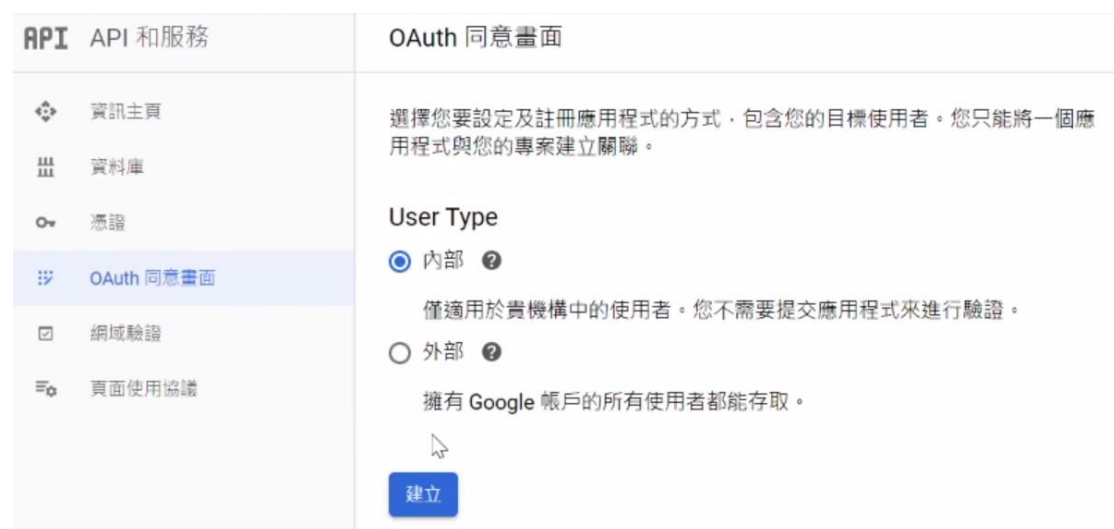 API API 和服務
OAuth 同意畫面
資訊主頁
資料庫
憑證
OAuth 同意畫面
網域驗證
頁面使用協議
選擇您要設定及註冊應用程式的方式，包含您的目標使用者。您只能將一個應
用程式與您的專案建立關聯。
User Type
內部
僅適用於貴機構中的使用者。您不需要提交應用程式來進行驗證。
外部
擁有 Google 帳戶的所有使用者都能存取。
建立